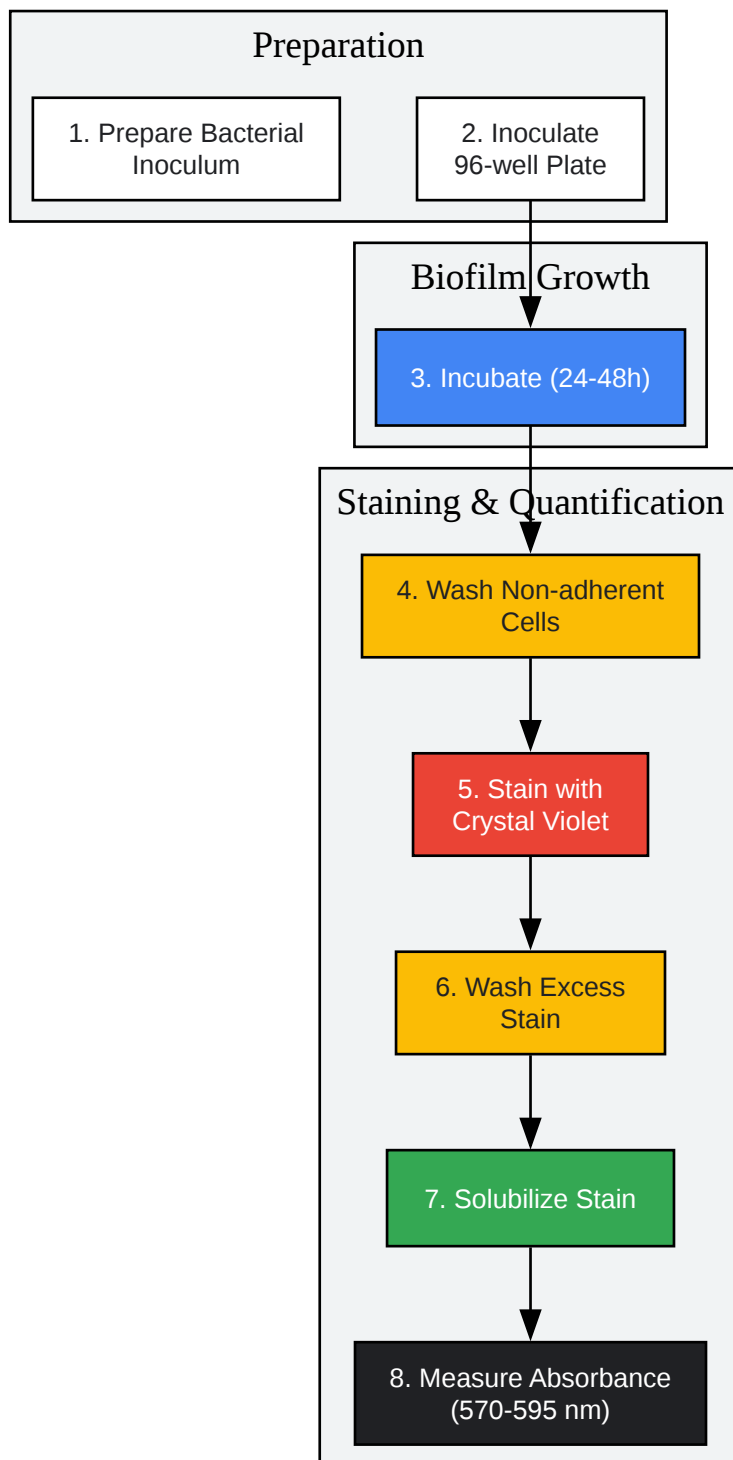 Preparation
1. Prepare Bacterial
Inoculum
2. Inoculate
96-well Plate
Biofilm Growth
3. Incubate (24-48h)
Staining & Quantification
4. Wash Non-adherent
Cells
5. Stain with
Crystal Violet
6. Wash Excess
Stain
7. Solubilize Stain
8. Measure Absorbance
(570-595 nm)